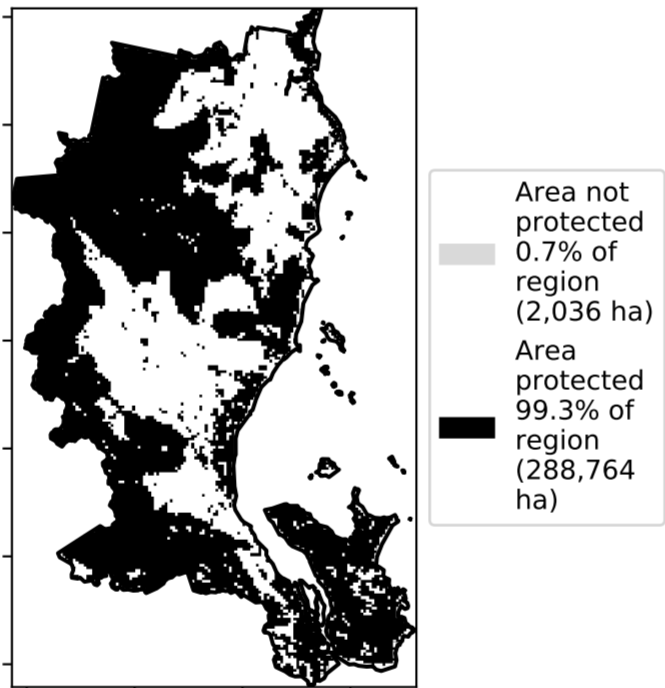 Area not
protected
0.7% of
region
(2,036 ha)
Area
protected
99.3% of
region
(288,764
ha)